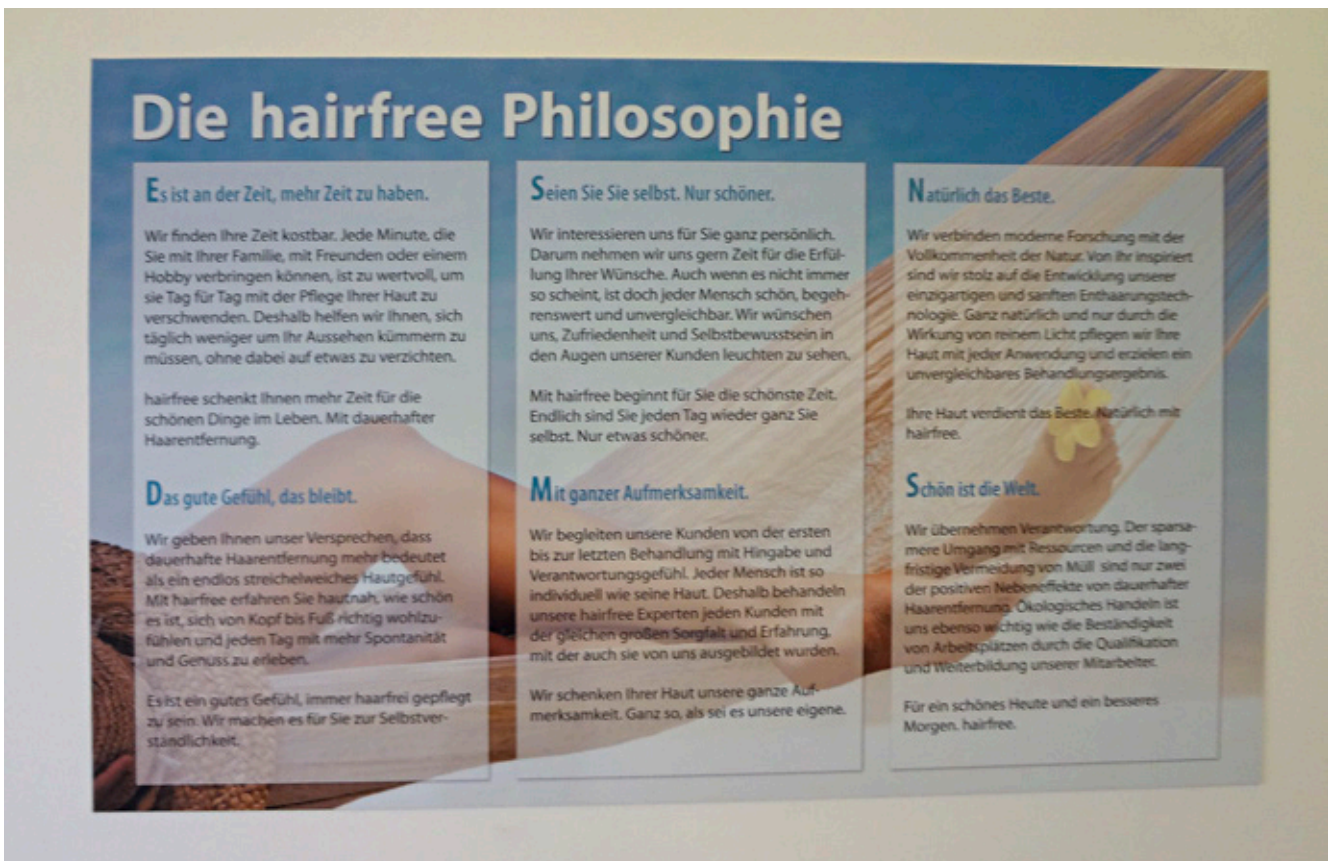 Die hairfree Philosophie
Es ist an der Zeit, mehr Zeit zu haben.
Wir finden Ihre Zeit kostbar. Jede Minute, die
Sie mit Ihrer Familie, mit Freunden oder einem
Hobby verbringen können, ist zu wertvoll, um
sie Tag für Tag mit der Pflege Ihrer Haut zu
verschwenden. Deshalb helfen wir Ihnen, sich
täglich weniger um Ihr Aussehen kümmern zu
müssen, ohne dabei auf etwas zu verzichten.
hairfree schenkt Ihnen mehr Zeit für die
schönen Dinge im Leben. Mit dauerhafter
Haarentfernung.
Das gute Gefühl, das bleibt.
Wir geben Ihnen unser Versprechen, dass
dauerhafte Haarentfernung mehr bedeutet
als ein endlos streichelweiches Hautgefühl.
Mit hairfree erfahren Sie hautnah, wie schön
es ist, sich von Kopf bis Fuß richtig wohlzu-
fühlen und jeden Tag mit mehr Spontanität
und Genuss zu erleben.
Es ist ein gutes Gefühl, immer haarfrei gepflegt
zu sein. Wir machen es für Sie zur Selbstver-
ständlichkeit.
Seien Sie Sie selbst. Nur schöner.
Wir interessieren uns für Sie ganz persönlich.
Darum nehmen wir uns gern Zeit für die Erfül-
lung Ihrer Wünsche. Auch wenn es nicht immer
so scheint, ist doch jeder Mensch schön, begeh-
renswert und unvergleichbar. Wir wünschen
uns, Zufriedenheit und Selbstbewusstsein in
den Augen unserer Kunden leuchten zu sehen.
Mit hairfree beginnt für Sie die schönste Zeit.
Endlich sind Sie jeden Tag wieder ganz Sie
selbst. Nur etwas schöner.
Mit ganzer Aufmerksamkeit.
Wir begleiten unsere Kunden von der ersten
bis zur letzten Behandlung mit Hingabe und
Verantwortungsgefühl. Jeder Mensch ist so
individuell wie seine Haut. Deshalb behandeln
unsere hairfree Experten jeden Kunden mit
der gleichen großen Sorgfalt und Erfahrung,
mit der auch sie von uns ausgebildet wurden.
Wir schenken Ihrer Haut unsere ganze Auf-
merksamkeit. Ganz so, als sei es unsere eigene.
Natürlich das Beste.
Wir verbinden moderne Forschung mit der
Vollkommenheit der Natur. Von ihr inspiriert
sind wir stolz auf die Entwicklung unserer
einzigartigen und sanften Enthaarungstech-
nologie. Ganz natürlich und nur durch die
Wirkung von reinem Licht pflegen wir Ihre
Haut mit jeder Anwendung und erzielen ein
unvergleichbares Behandlungsergebnis.
Ihre Haut verdient das Beste. Natürlich mit
hairfree.
Schön ist die Welt.
Wir übernehmen Verantwortung. Der sparsa-
mere Umgang mit Ressourcen und die lang-
fristige Vermeidung von Müll sind nur zwei
der positiven Nebeneffekte von dauerhafter
Haarentfernung. Ökologisches Handeln ist
uns ebenso wichtig wie die Beständigkeit
von Arbeitsplätzen durch die Qualifikation
und Weiterbildung unserer Mitarbeiter.
Für ein schönes Heute und ein besseres
Morgen. hairfree.